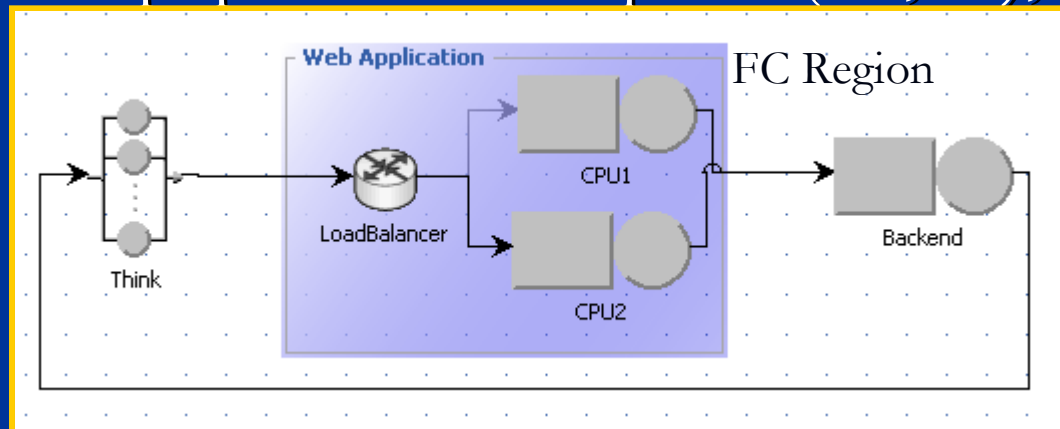 Web Application
FC Region
CPU1
LoadBalancer
Backend
Think
CPU2